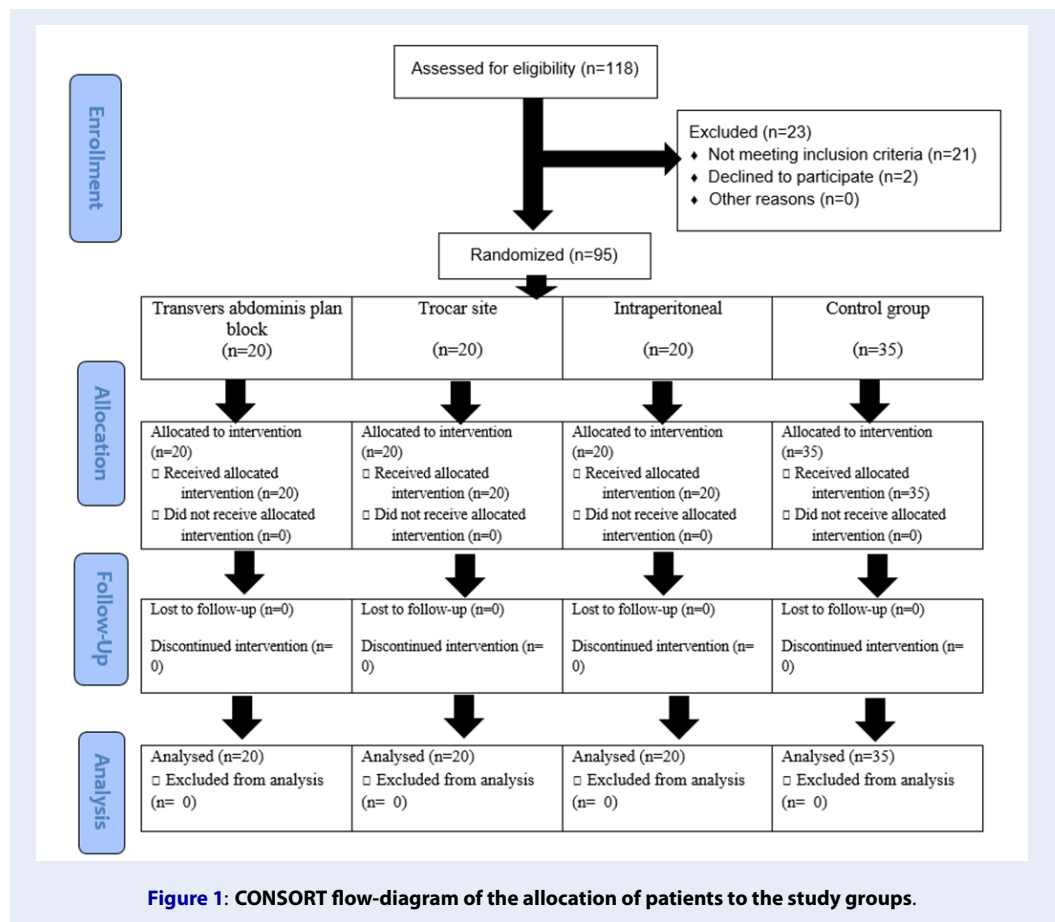 Enrollment
Assessed for eligibility (n=118)
Excluded (n=23)
♦ Not meeting inclusion criteria (n=21)
♦ Declined to participate (n=2)
♦ Other reasons (n=0)
Randomized (n=95)
Transvers abdominis plan
block
(n=20)
Trocar site
(n=20)
Intraperitoneal
(n=20)
Control group
(n=35)
Allocation
Allocated to intervention
(n=20)
▯ Received allocated
intervention (n=20)
▯ Did not receive allocated
intervention (n=0)
Allocated to intervention
(n=20)
▯ Received allocated
intervention (n=20)
▯ Did not receive allocated
intervention (n=0)
Allocated to intervention
(n=20)
▯ Received allocated
intervention (n=20)
▯ Did not receive allocated
intervention (n=0)
Allocated to intervention
(n=35)
▯ Received allocated
intervention (n=35)
▯ Did not receive allocated
intervention (n=0)
Follow-Up
Lost to follow-up (n=0)
Discontinued intervention (n=
0)
Lost to follow-up (n=0)
Discontinued intervention (n=
0)
Lost to follow-up (n=0)
Discontinued intervention (n=
0)
Lost to follow-up (n=0)
Discontinued intervention (n=
0)
Analysis
Analysed (n=20)
▯ Excluded from analysis
(n= 0)
Analysed (n=20)
▯ Excluded from analysis
(n= 0)
Analysed (n=20)
▯ Excluded from analysis
(n= 0)
Analysed (n=35)
▯ Excluded from analysis
(n= 0)
Figure 1: CONSORT flow-diagram of the allocation of patients to the study groups.